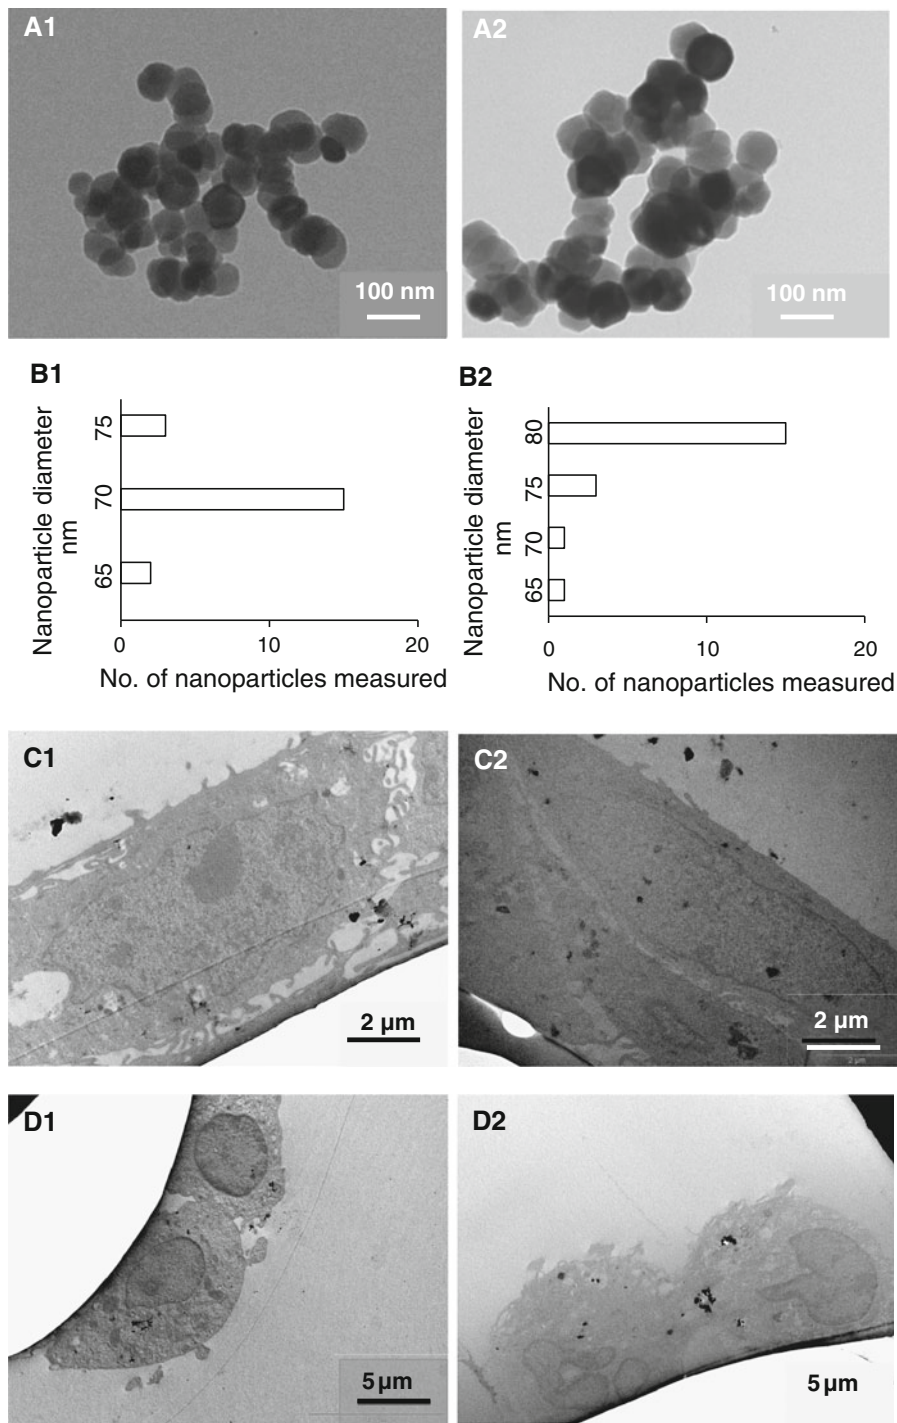 A1
A2
100 nm
100 nm
B1
B2
Nanoparticle diameter
nm
75
70
65
0
10
20
No. of nanoparticles measured
Nanoparticle diameter
nm
80
75
70
65
0
10
20
No. of nanoparticles measured
C1
C2
2 µm
2 µm
2 µm
D1
D2
5 µm
5 µm